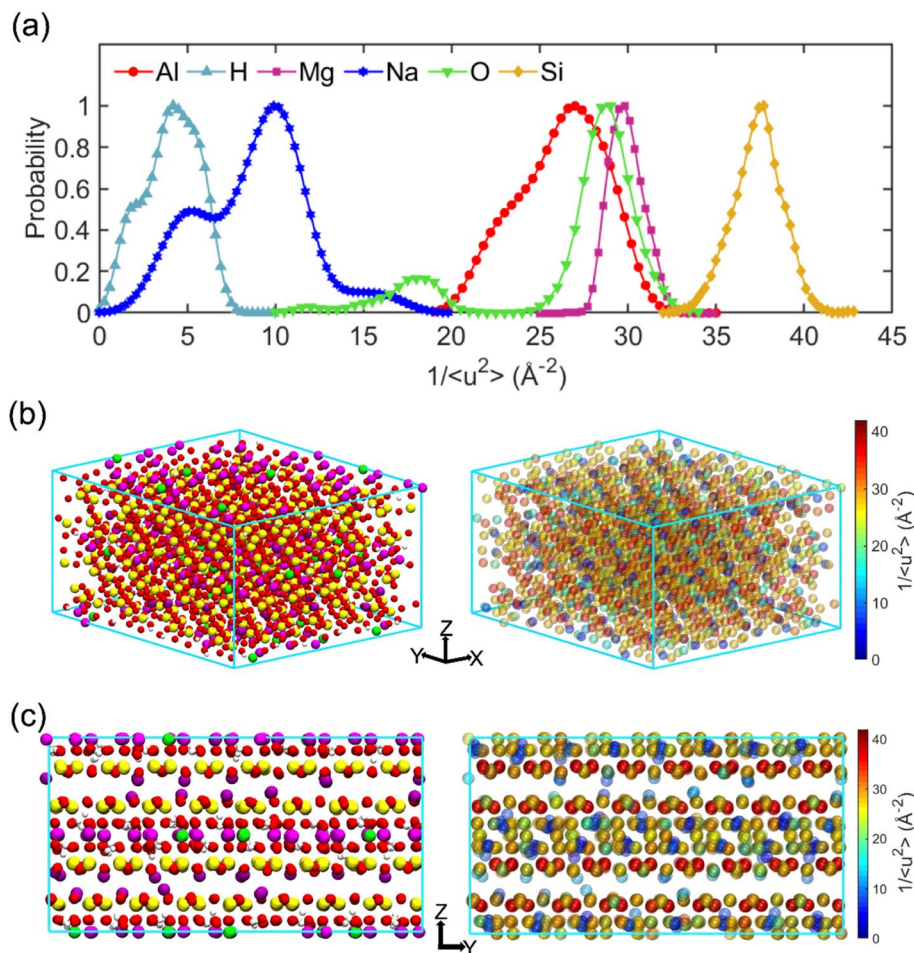 (a)
Al H Mg Na O Si
Probability
1
0.8
0.6
0.4
0.2
0
0 5 10 15 20 25 30 35 40 45
1/<u²> (Å⁻²)
(b)
40
30
20
10
0
1/<u²> (Å⁻²)
Z
Y X
(c)
40
30
20
10
0
1/<u²> (Å⁻²)
Z
Y